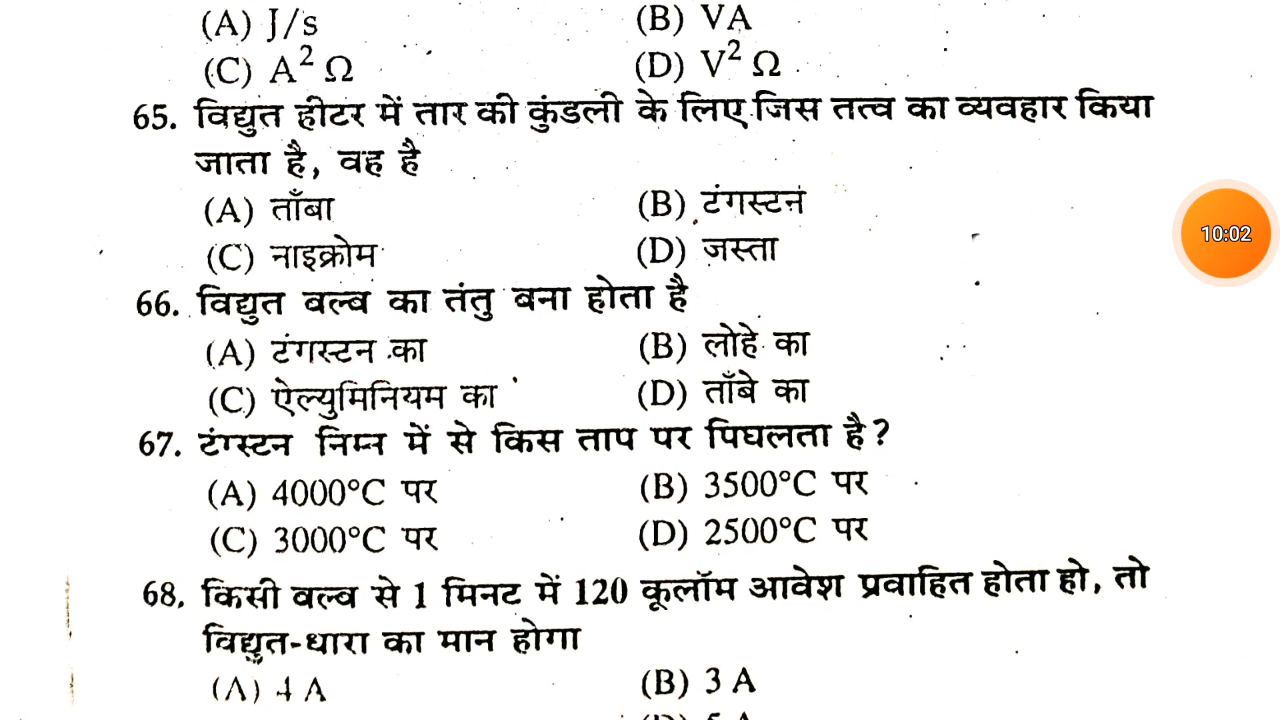 (A) J/s (B) VA
(C) A² Ω (D) V² Ω
65. विद्युत हीटर में तार की कुंडली के लिए जिस तत्व का व्यवहार किया
जाता है, वह है
(A) ताँबा (B) टंगस्टन
(C) नाइक्रोम (D) जस्ता
10:02
66. विद्युत बल्ब का तंतु बना होता है
(A) टंगस्टन का (B) लोहे का
(C) ऐल्युमिनियम का (D) ताँबे का
67. टंग्स्टन निम्न में से किस ताप पर पिघलता है?
(A) 4000°C पर (B) 3500°C पर
(C) 3000°C पर (D) 2500°C पर
68. किसी बल्ब से 1 मिनट में 120 कूलॉम आवेश प्रवाहित होता हो, तो
विद्युत-धारा का मान होगा
(A) 4 A (B) 3 A